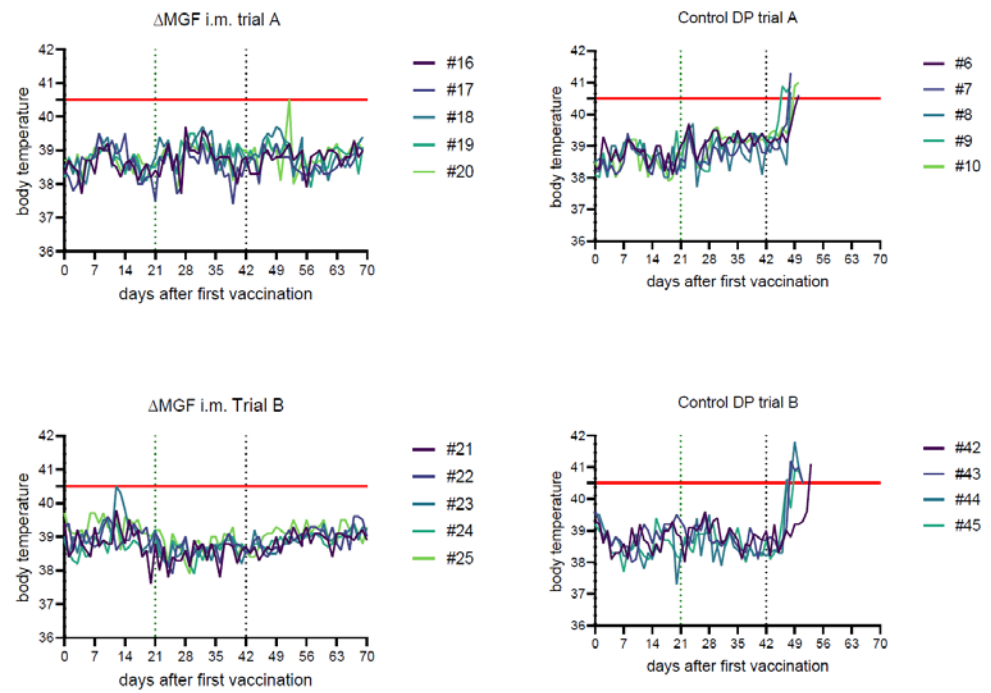 ΔMGF i.m. trial A
body temperature
42
41
40
39
38
37
36
0 7 14 21 28 35 42 49 56 63 70
days after first vaccination
#16
#17
#18
#19
#20
Control DP trial A
body temperature
42
41
40
39
38
37
36
0 7 14 21 28 35 42 49 56 63 70
days after first vaccination
#6
#7
#8
#9
#10
ΔMGF i.m. Trial B
body temperature
42
41
40
39
38
37
36
0 7 14 21 28 35 42 49 56 63 70
days after first vaccination
#21
#22
#23
#24
#25
Control DP trial B
body temperature
42
41
40
39
38
37
36
0 7 14 21 28 35 42 49 56 63 70
days after first vaccination
#42
#43
#44
#45